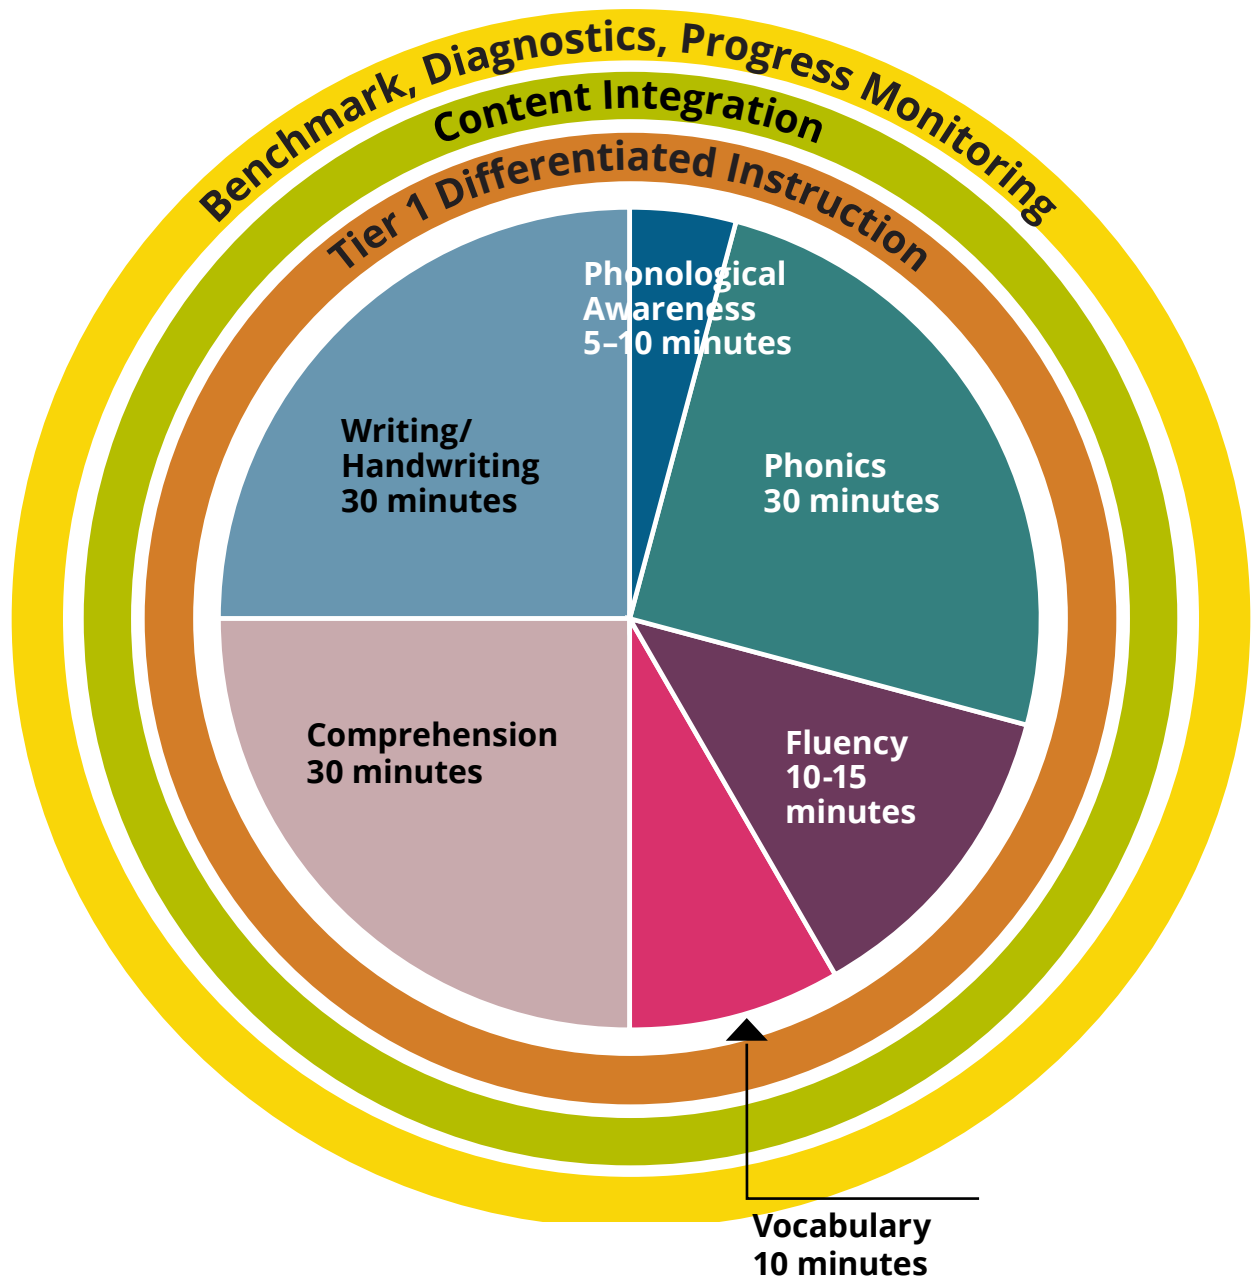 Benchmark, Diagnostics, Progress Monitoring
Content Integration
Tier 1 Differentiated Instruction
Phonological
Awareness
5–10 minutes
Phonics
30 minutes
Writing/
Handwriting
30 minutes
Fluency
10-15
minutes
Comprehension
30 minutes
Vocabulary
10 minutes